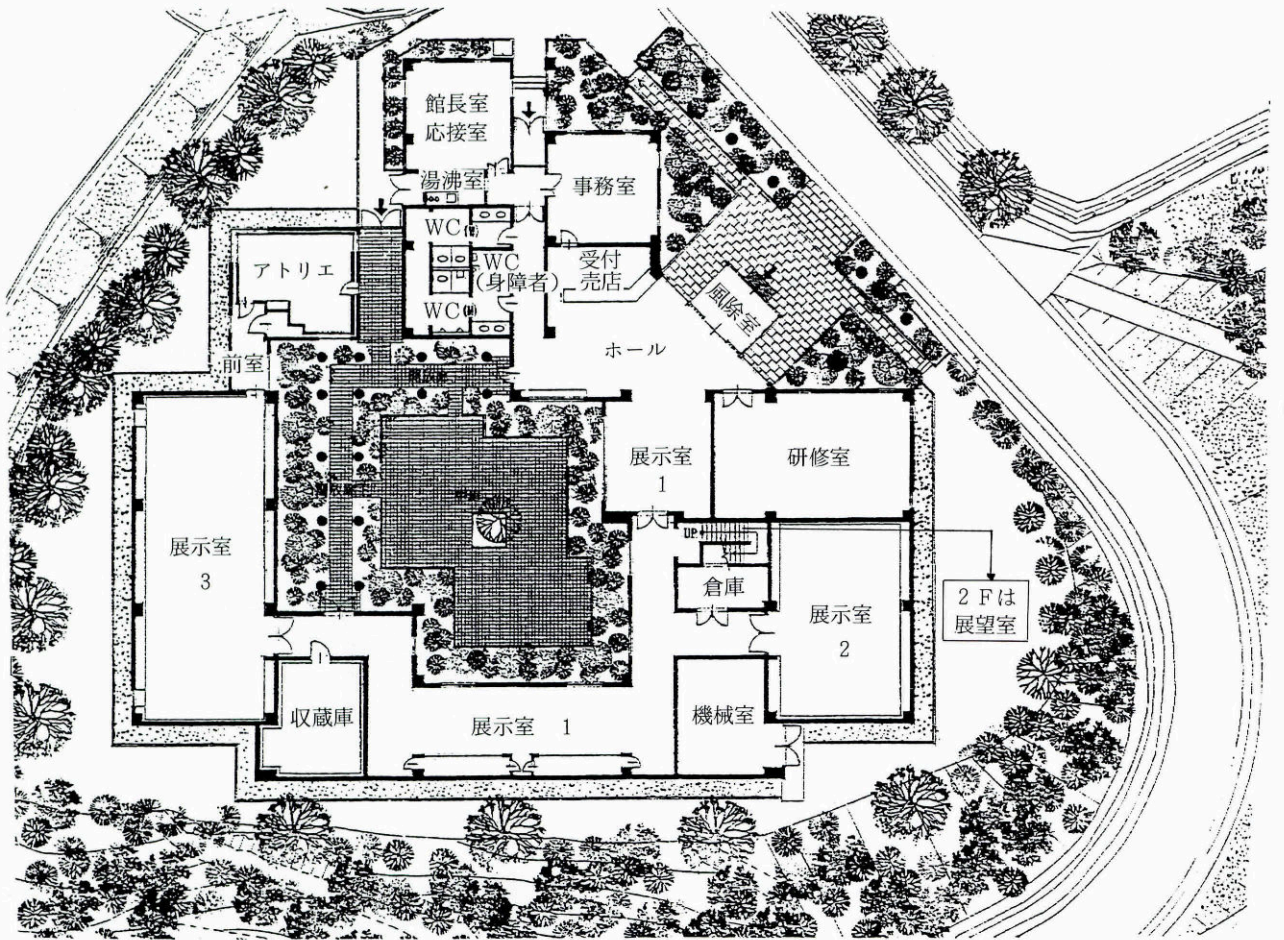 館長室
応接室
湯沸室
事務室
WC
WC
(身障者)
WC
受付
売店
風除室
アトリエ
前室
ホール
展示室
1
研修室
UP
倉庫
展示室
3
展示室
2
2Fは
展望室
収蔵庫
展示室 1
機械室